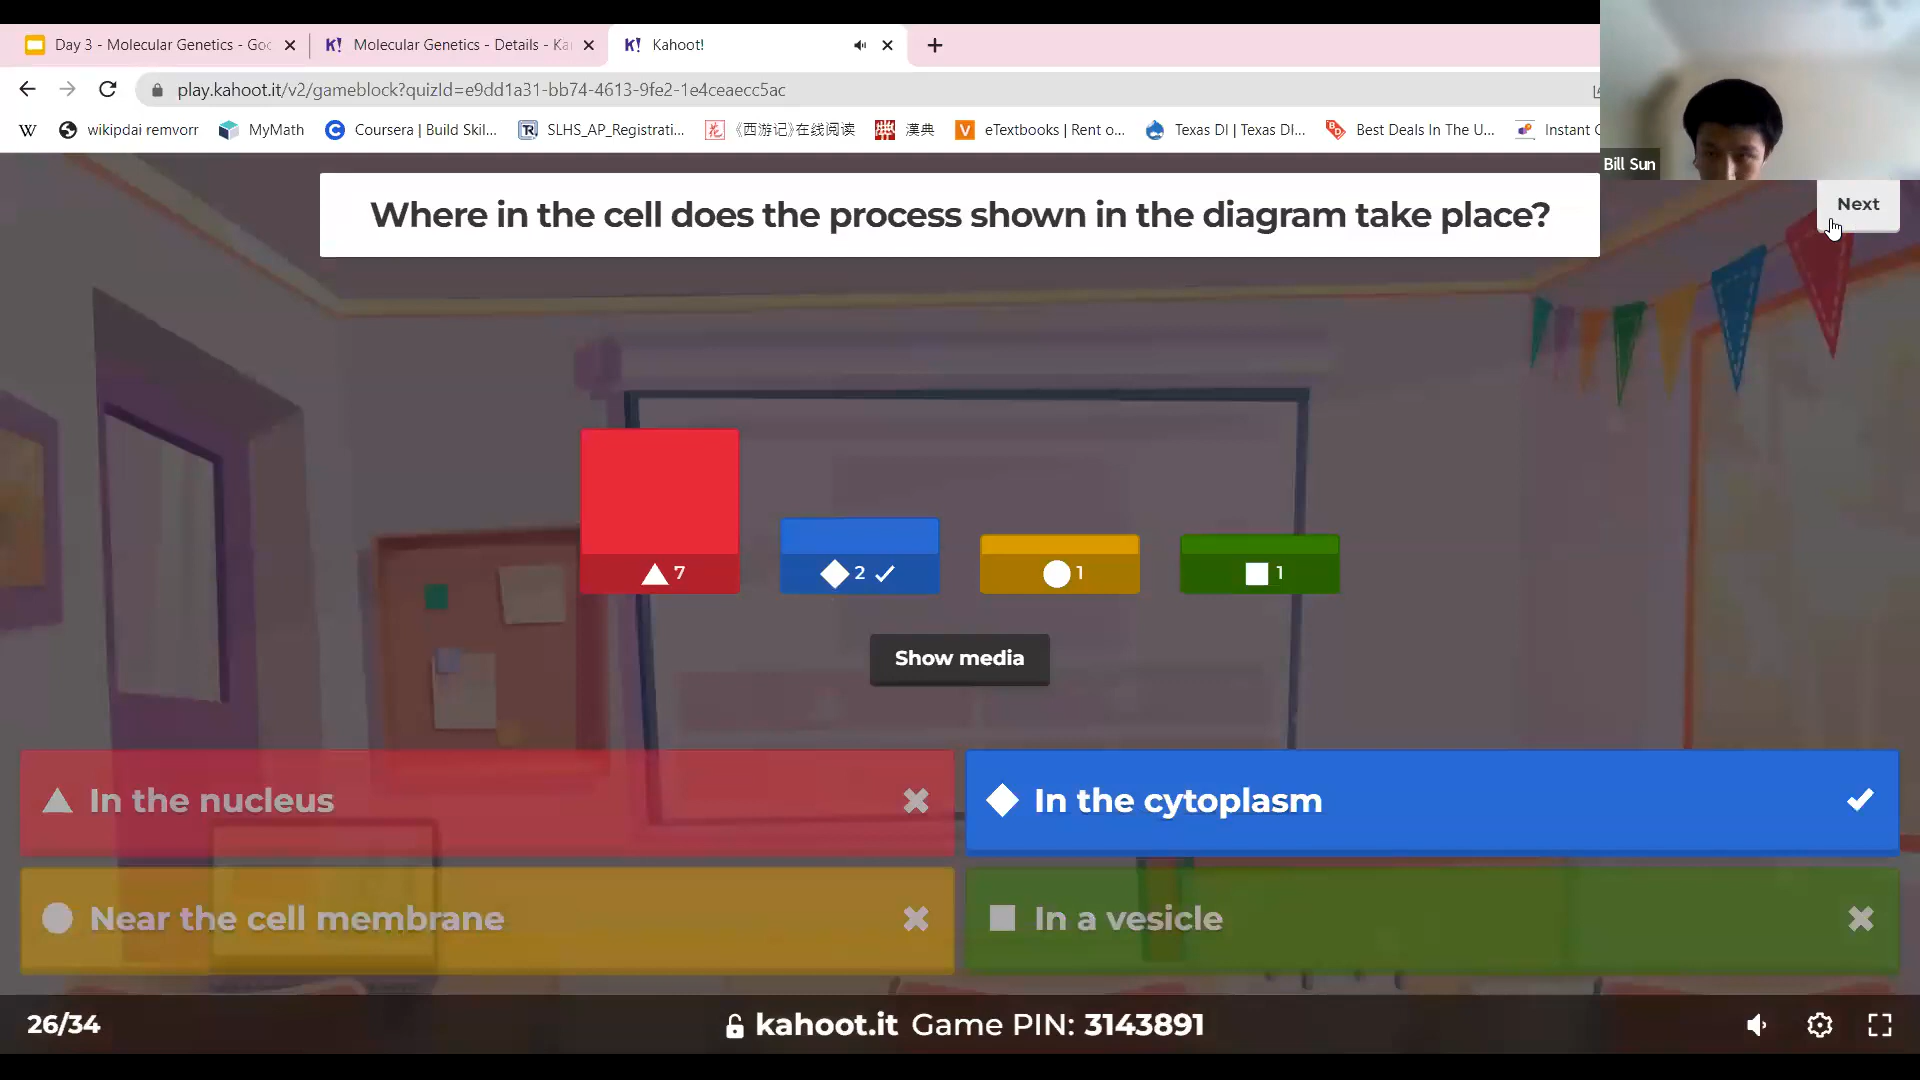 Day 3 - Molecular Genetics - Goo
Molecular Genetics - Details - Ka
Kahoot!
play.kahoot.it/v2/gameblock?quizId=e9dd1a31-bb74-4613-9fe2-1e4ceaecc5ac
wikipdai remvorr
MyMath
Coursera | Build Skil...
SLHS_AP_Registrati...
《西游记》在线阅读
漢典
eTextbooks | Rent o...
Texas DI | Texas DI...
Best Deals In The U...
Instant
Bill Sun
Where in the cell does the process shown in the diagram take place?
Next
7
2
1
1
Show media
In the nucleus
In the cytoplasm
Near the cell membrane
In a vesicle
26/34
kahoot.it Game PIN: 3143891